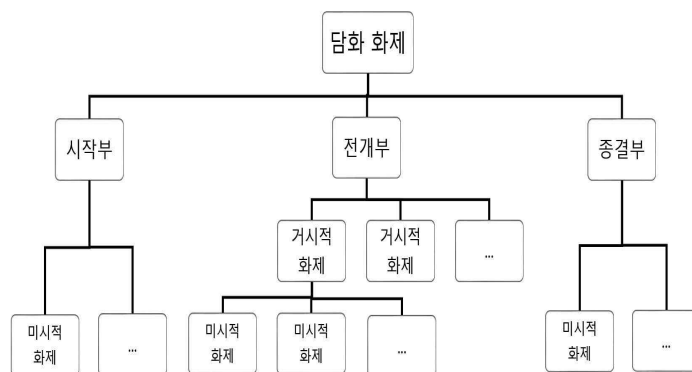 담화 화제
시작부
전개부
종결부
거시적
화제
거시적
화제
...
미시적
화제
...
미시적
화제
미시적
화제
...
미시적
화제
...